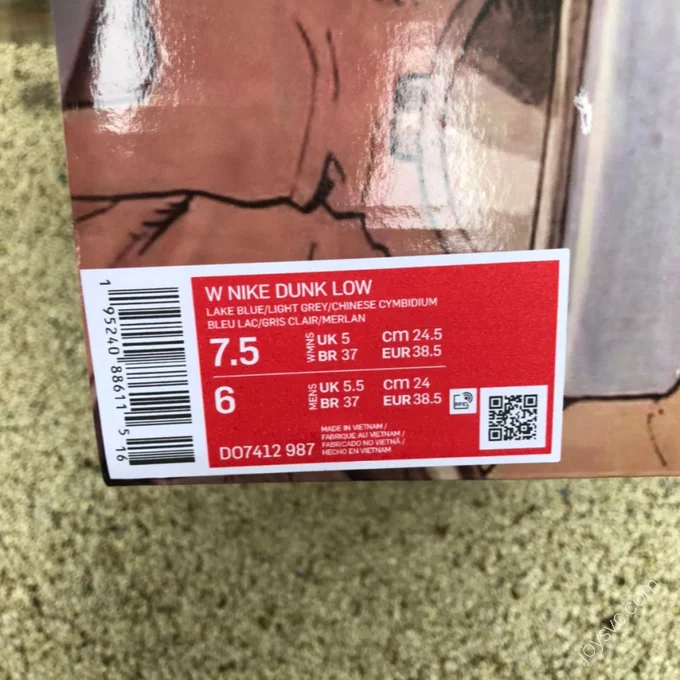 W NIKE DUNK LOW
LAKE BLUE/LIGHT GREY/CHINESE CYMBIDIUM
BLEU LAC/GRIS CLAIR/MERLAN
7.5 WMNS UK 5 cm 24.5
BR 37 EUR 38.5
6 MENS UK 5.5 cm 24
BR 37 EUR 38.5
DO7412 987
MADE IN VIETNAM /
FABRIQUE AU VIETNAM /
FABRICADO NO VIETNÃ /
HECHO EN VIETNAM
1 95240 88611 5 16